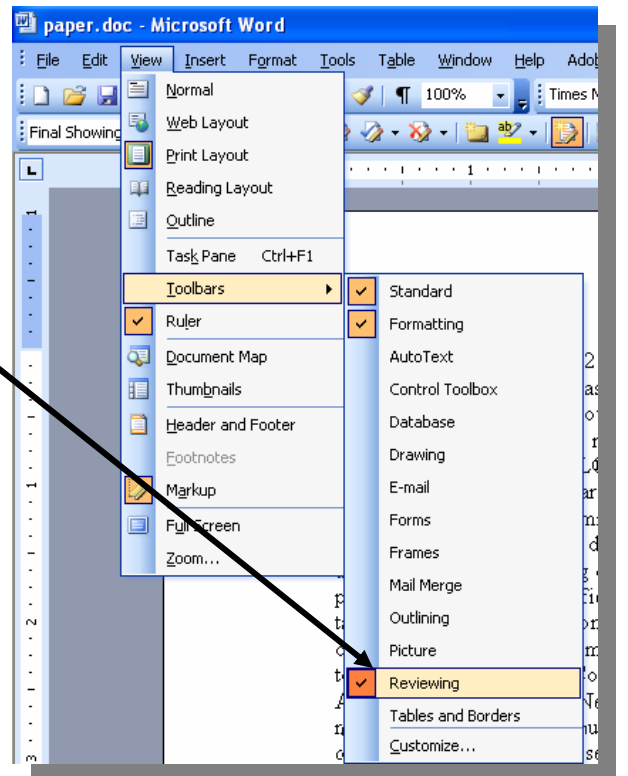 paper.doc - Microsoft Word
File Edit View Insert Format Tools Table Window Help
100% Times
Final Showing
Normal
Web Layout
Print Layout
Reading Layout
Outline
Task Pane Ctrl+F1
Toolbars
Ruler
Document Map
Thumbnails
Header and Footer
Footnotes
Markup
Full Screen
Zoom...
Standard
Formatting
AutoText
Control Toolbox
Database
Drawing
E-mail
Forms
Frames
Mail Merge
Outlining
Picture
Reviewing
Tables and Borders
Customize...